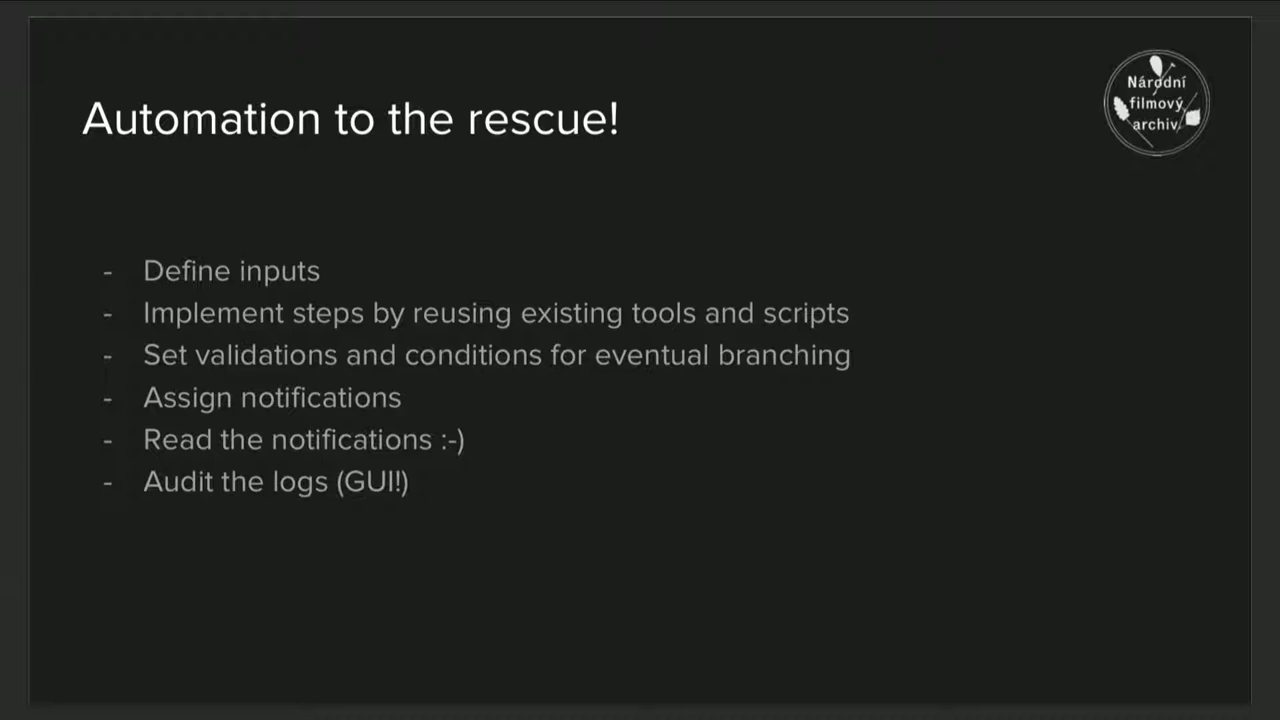 Národní
filmový
archiv
Automation to the rescue!
- Define inputs
- Implement steps by reusing existing tools and scripts
- Set validations and conditions for eventual branching
- Assign notifications
- Read the notifications :-)
- Audit the logs (GUI!)